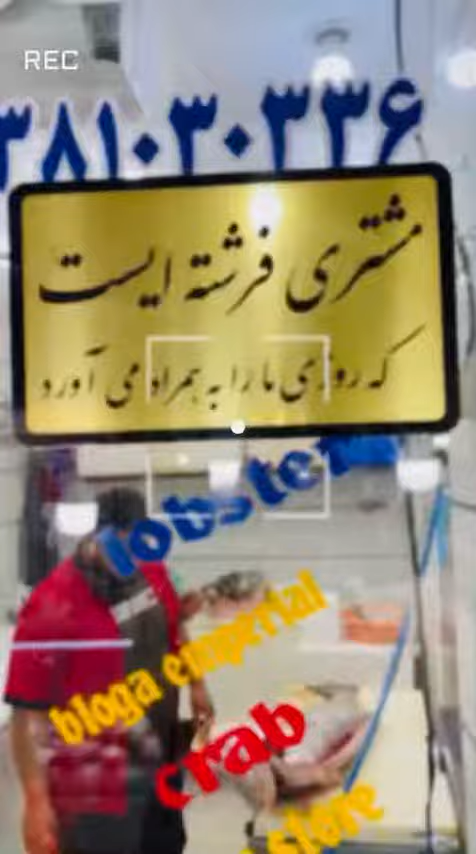 REC
۳۸۱۰۳۰۳۳۶
مشتری فرشته ایست
که روزی ما را به همراه می آورد
lobster
bloga emperial
crab
store